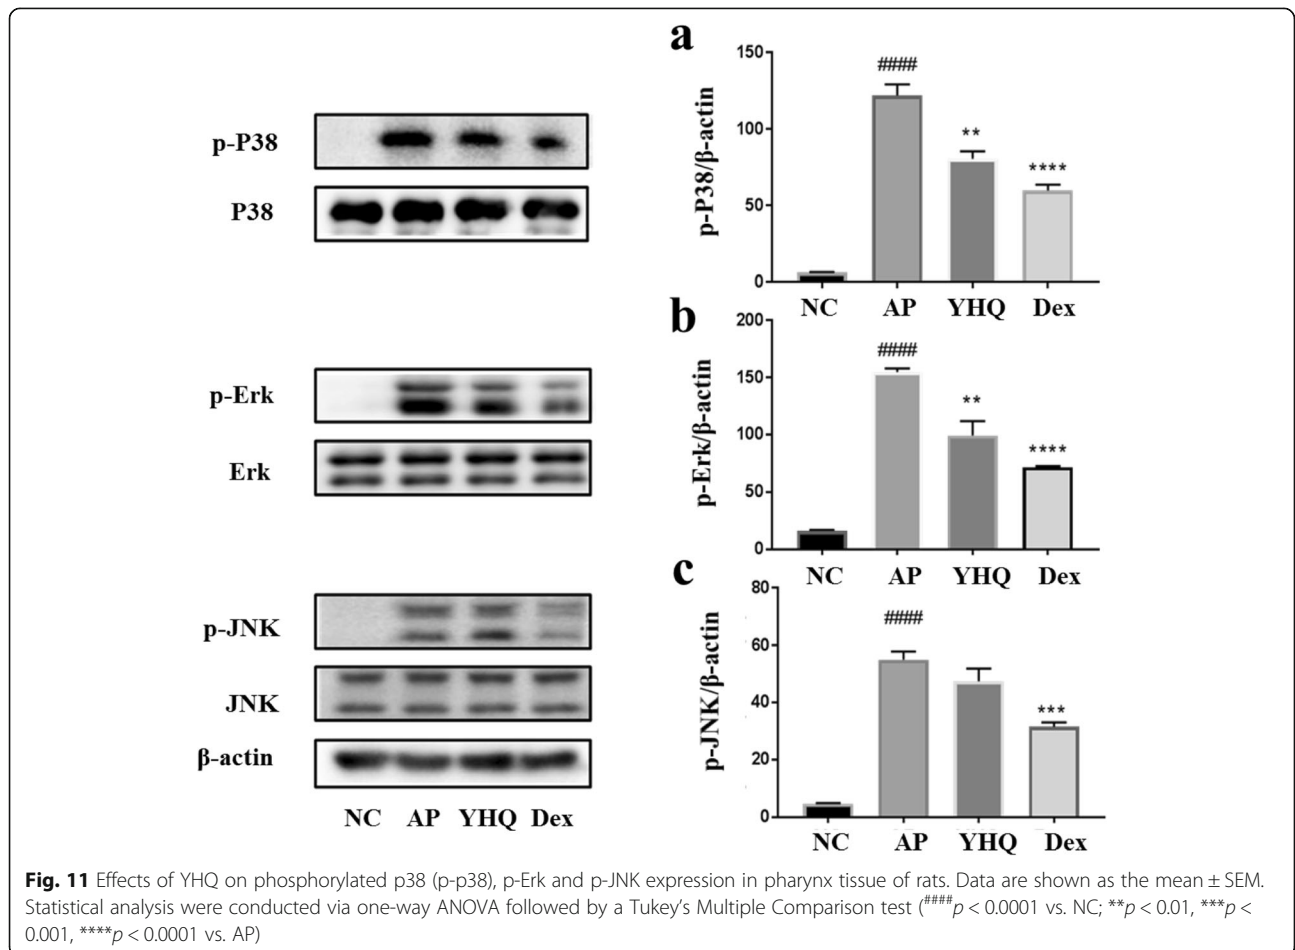 p-P38
P38
p-Erk
Erk
p-JNK
JNK
β-actin
NC AP YHQ Dex
a
p-P38/β-actin
150
100
50
0
####
**
****
NC AP YHQ Dex
b
p-Erk/β-actin
200
150
100
50
0
####
**
****
NC AP YHQ Dex
c
p-JNK/β-actin
80
60
40
20
0
####
***
NC AP YHQ Dex
Fig. 11 Effects of YHQ on phosphorylated p38 (p-p38), p-Erk and p-JNK expression in pharynx tissue of rats. Data are shown as the mean ± SEM.
Statistical analysis were conducted via one-way ANOVA followed by a Tukey's Multiple Comparison test (####p < 0.0001 vs. NC; **p < 0.01, ***p <
0.001, ****p < 0.0001 vs. AP)